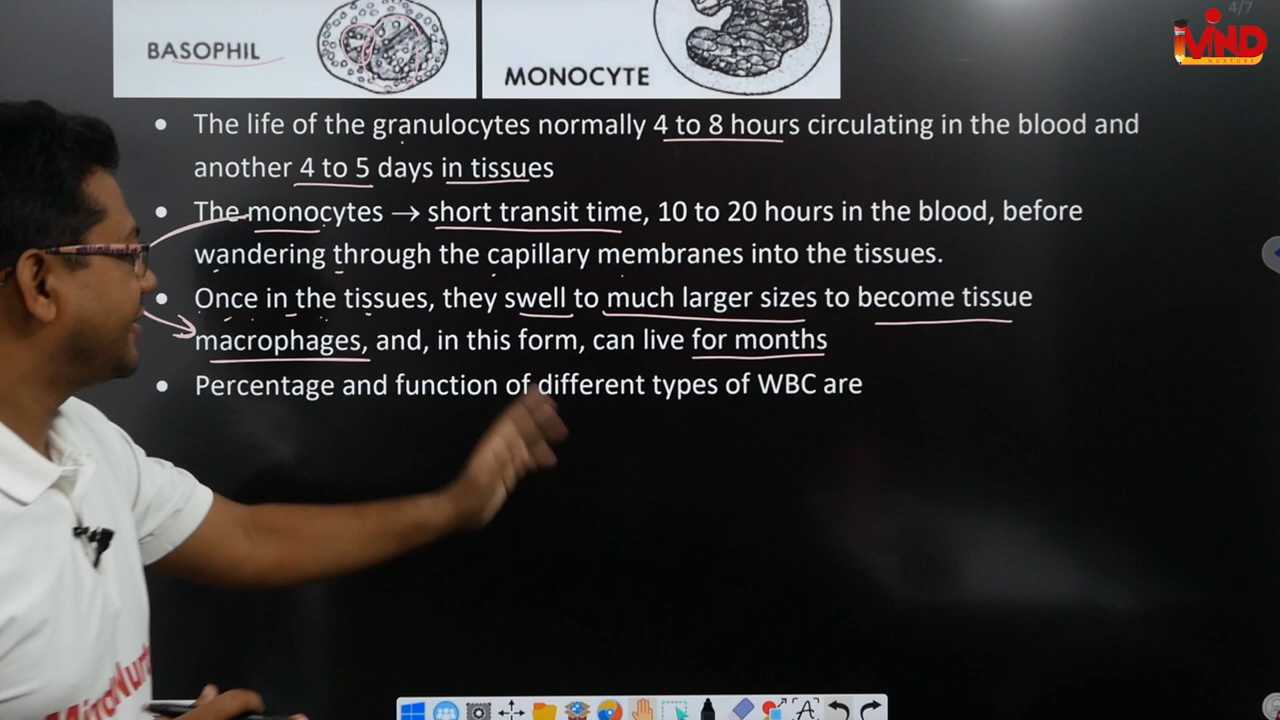 4/7
MIND
NURTURE
BASOPHIL
MONOCYTE
• The life of the granulocytes normally 4 to 8 hours circulating in the blood and
another 4 to 5 days in tissues
• The monocytes → short transit time, 10 to 20 hours in the blood, before
wandering through the capillary membranes into the tissues.
• Once in the tissues, they swell to much larger sizes to become tissue
macrophages, and, in this form, can live for months
• Percentage and function of different types of WBC are